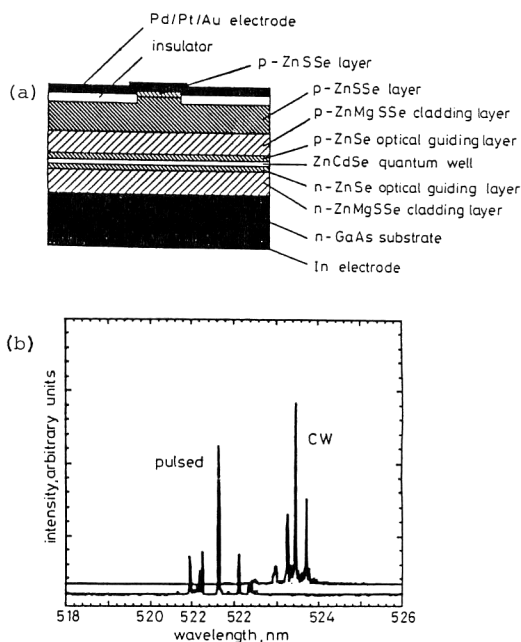 Pd/Pt/Au electrode
insulator
p-ZnSSe layer
(a)
p-ZnSSe layer
p-ZnMgSSe cladding layer
p-ZnSe optical guiding layer
ZnCdSe quantum well
n-ZnSe optical guiding layer
n-ZnMgSSe cladding layer
n-GaAs substrate
In electrode
(b)
intensity, arbitrary units
pulsed
CW
518 520 522 522 524 526
wavelength, nm